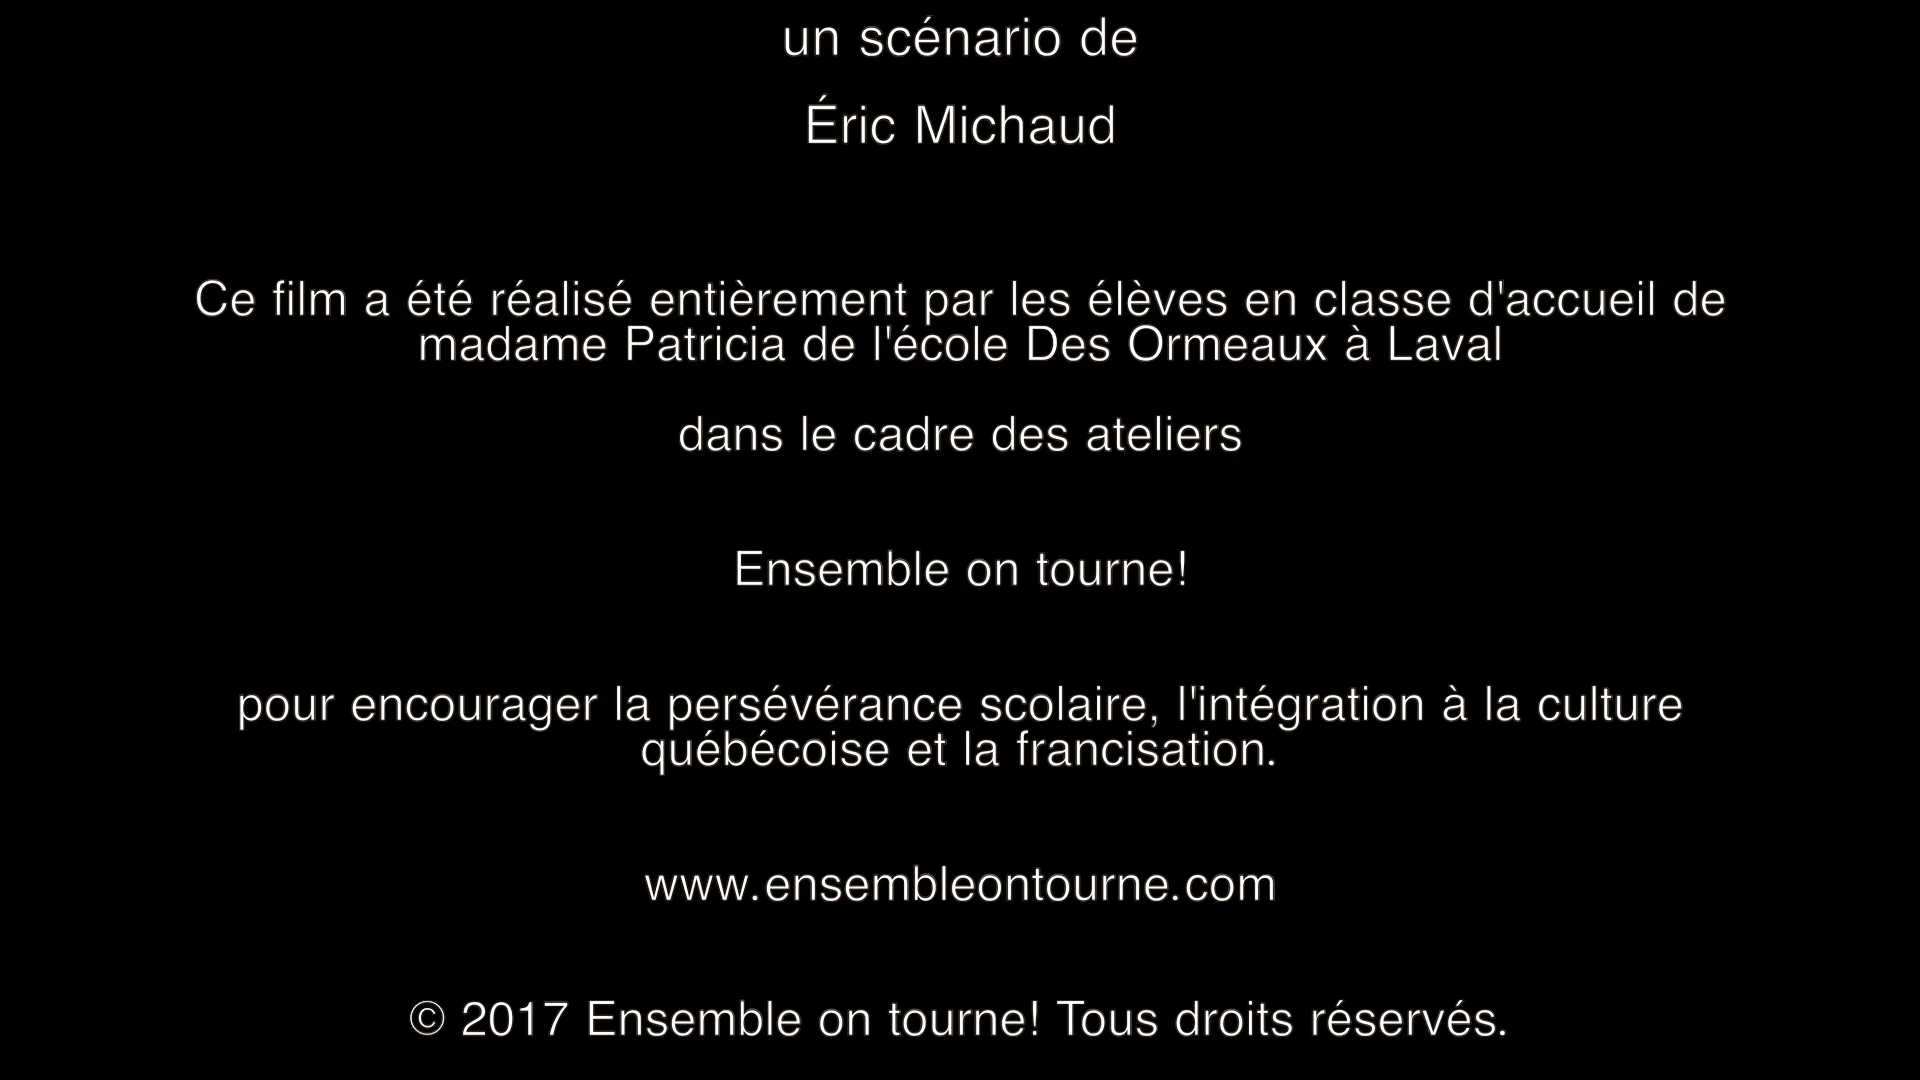 un scénario de
Éric Michaud
Ce film a été réalisé entièrement par les élèves en classe d'accueil de
madame Patricia de l'école Des Ormeaux à Laval
dans le cadre des ateliers
Ensemble on tourne!
pour encourager la persévérance scolaire, l'intégration à la culture
québécoise et la francisation.
www.ensembleontourne.com
© 2017 Ensemble on tourne! Tous droits réservés.